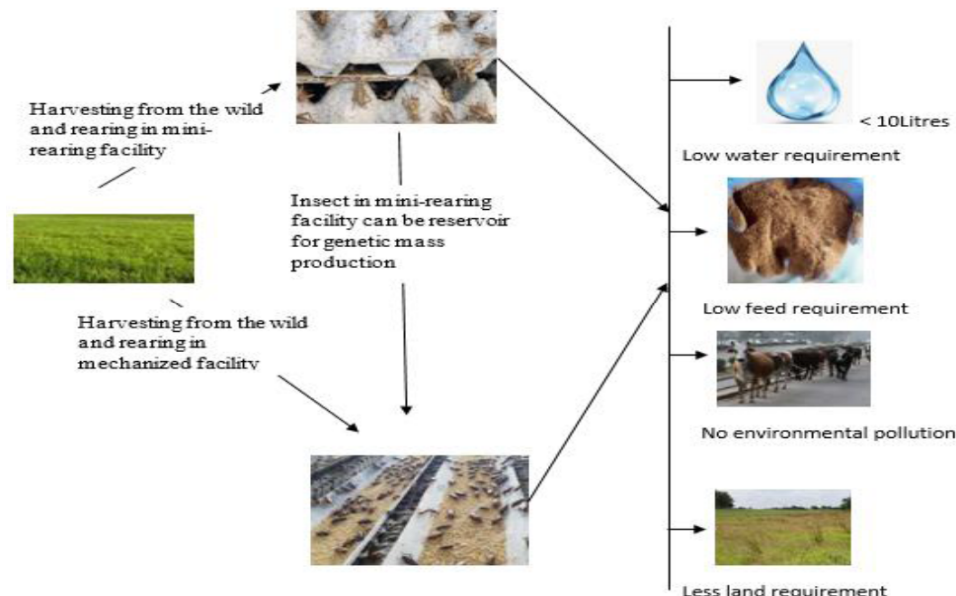 Harvesting from the wild
and rearing in mini-
rearing facility
Insect in mini-rearing
facility can be reservoir
for genetic mass
production
Harvesting from the wild
and rearing in
mechanized facility
< 10Litres
Low water requirement
Low feed requirement
No environmental pollution
Less land requirement